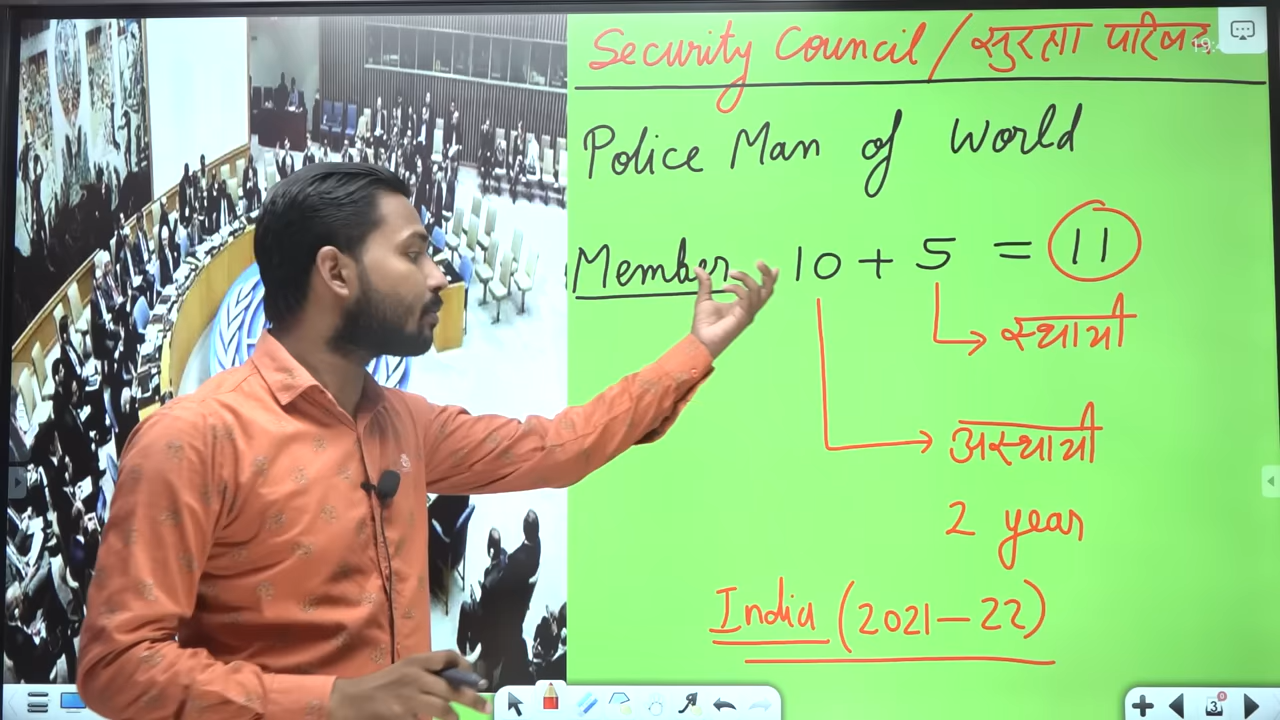 Security Council / सुरक्षा परिषद
Police Man of World
Member 10 + 5 = 11
स्थायी
अस्थायी
2 year
India (2021-22)
3